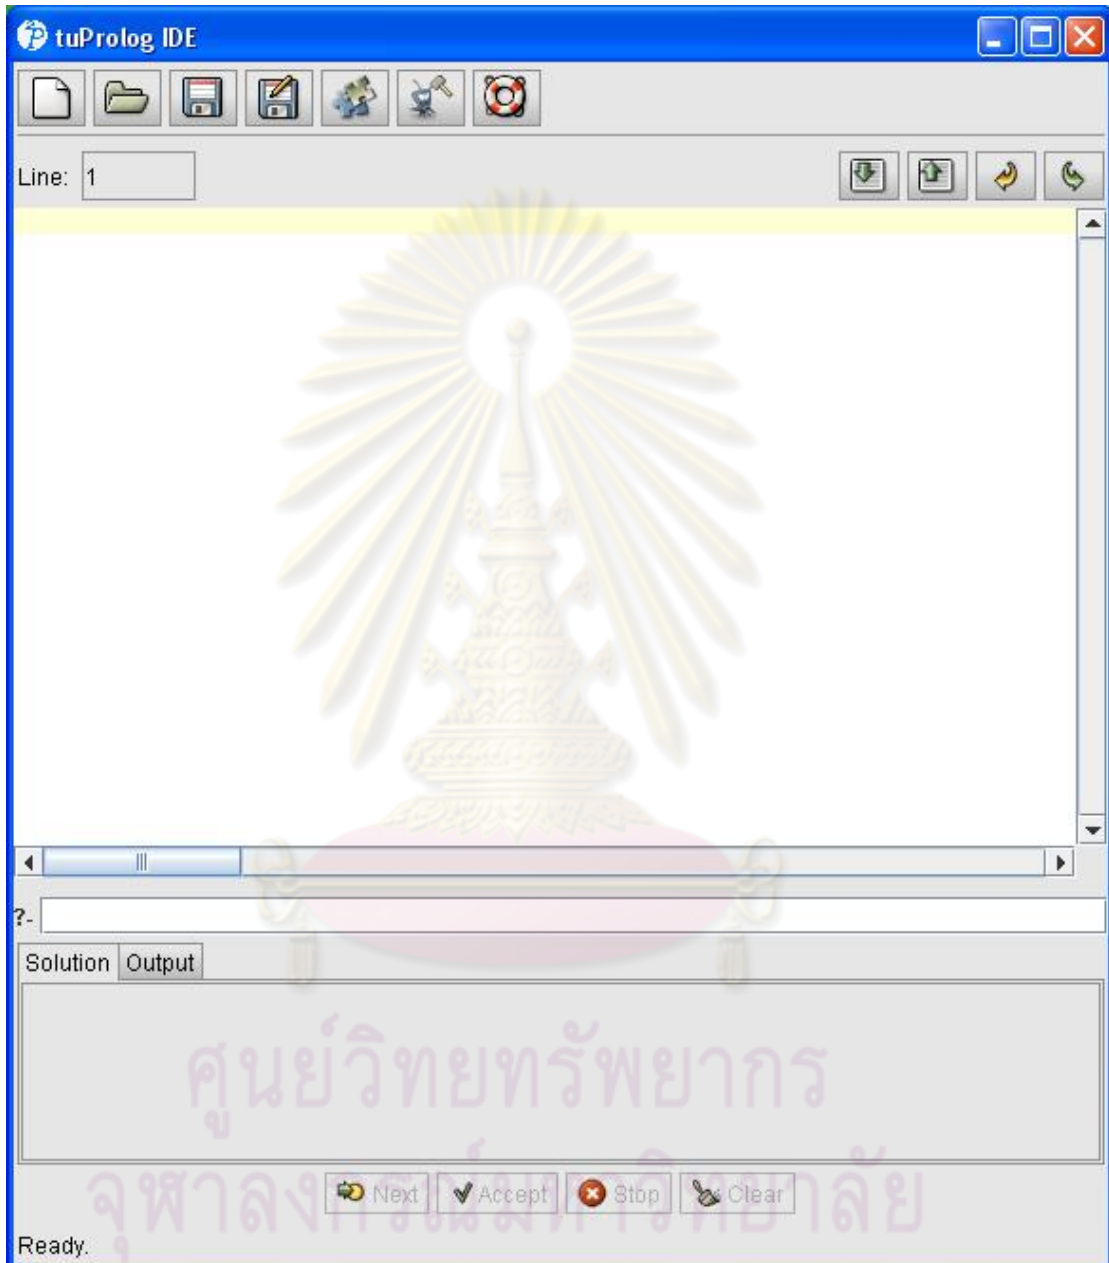 tuProlog IDE
Line: 1
?-
Solution Output
ศูนย์วิทยทรัพยากร
จุฬาลงกรณ์มหาวิทยาลัย
Next Accept Stop Clear
Ready.